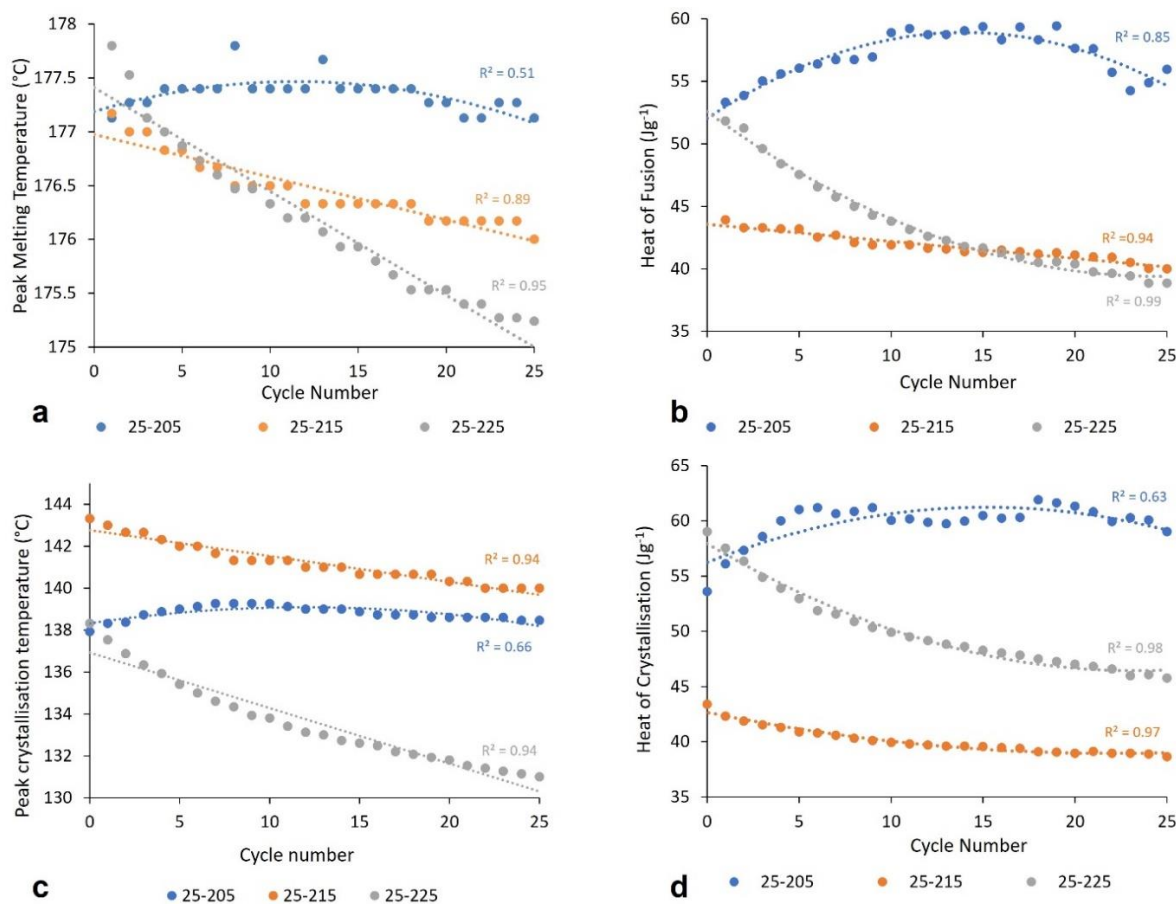 178
177.5
177
176.5
176
175.5
175
Peak Melting Temperature (°C)
R² = 0.51
R² = 0.89
R² = 0.95
0 5 10 15 20 25
Cycle Number
a
25-205 25-215 25-225
60
55
50
45
40
35
Heat of Fusion (Jg⁻¹)
R² = 0.85
R² =0.94
R² = 0.99
0 5 10 15 20 25
Cycle Number
b
25-205 25-215 25-225
144
142
140
138
136
134
132
130
Peak crystallisation temperature (°C)
R² = 0.94
R² = 0.66
R² = 0.94
0 5 10 15 20 25
Cycle number
c
25-205 25-215 25-225
65
60
55
50
45
40
35
Heat of Crystallisation (Jg⁻¹)
R² = 0.63
R² = 0.98
R² = 0.97
0 5 10 15 20 25
Cycle Number
d
25-205 25-215 25-225